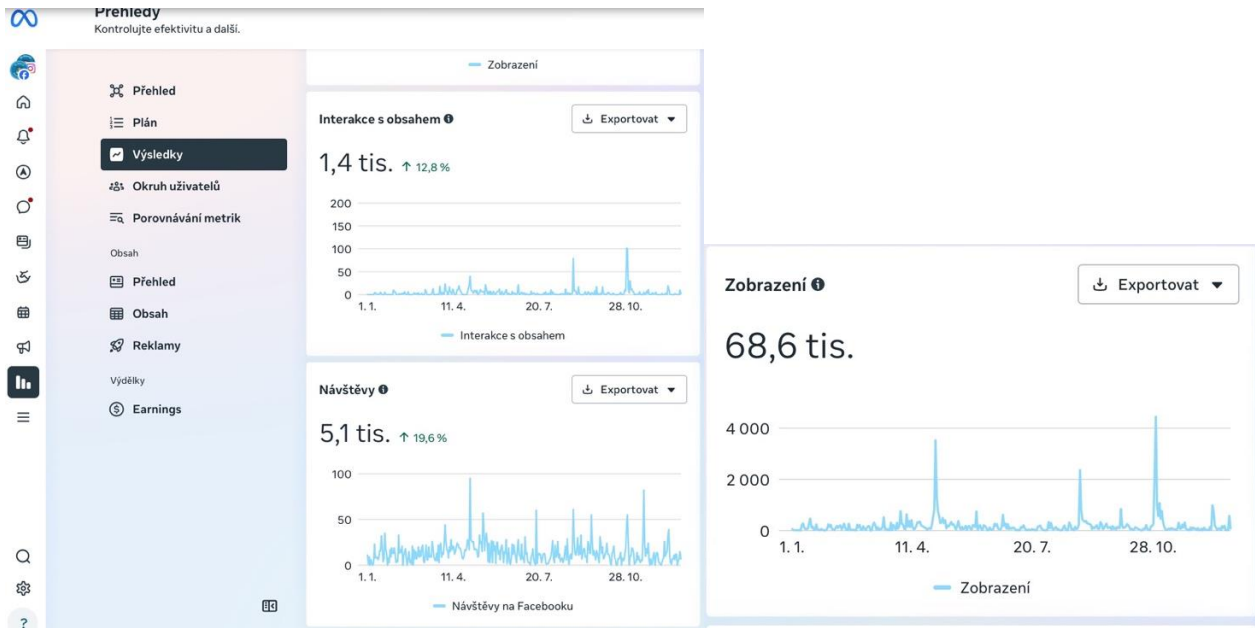 Přehledy
Kontrolujte efektivitu a další.
Přehled
Plán
Výsledky
Okruh uživatelů
Porovnávání metrik
Obsah
Přehled
Obsah
Reklamy
Výdělky
Earnings
?
Zobrazení
Interakce s obsahem
Exportovat
1,4 tis. ↑ 12,8 %
200
150
100
50
0
1. 1. 11. 4. 20. 7. 28. 10.
Interakce s obsahem
Návštěvy
Exportovat
5,1 tis. ↑ 19,6 %
100
50
0
1. 1. 11. 4. 20. 7. 28. 10.
Návštěvy na Facebooku
Zobrazení
Exportovat
68,6 tis.
4 000
2 000
0
1. 1. 11. 4. 20. 7. 28. 10.
Zobrazení